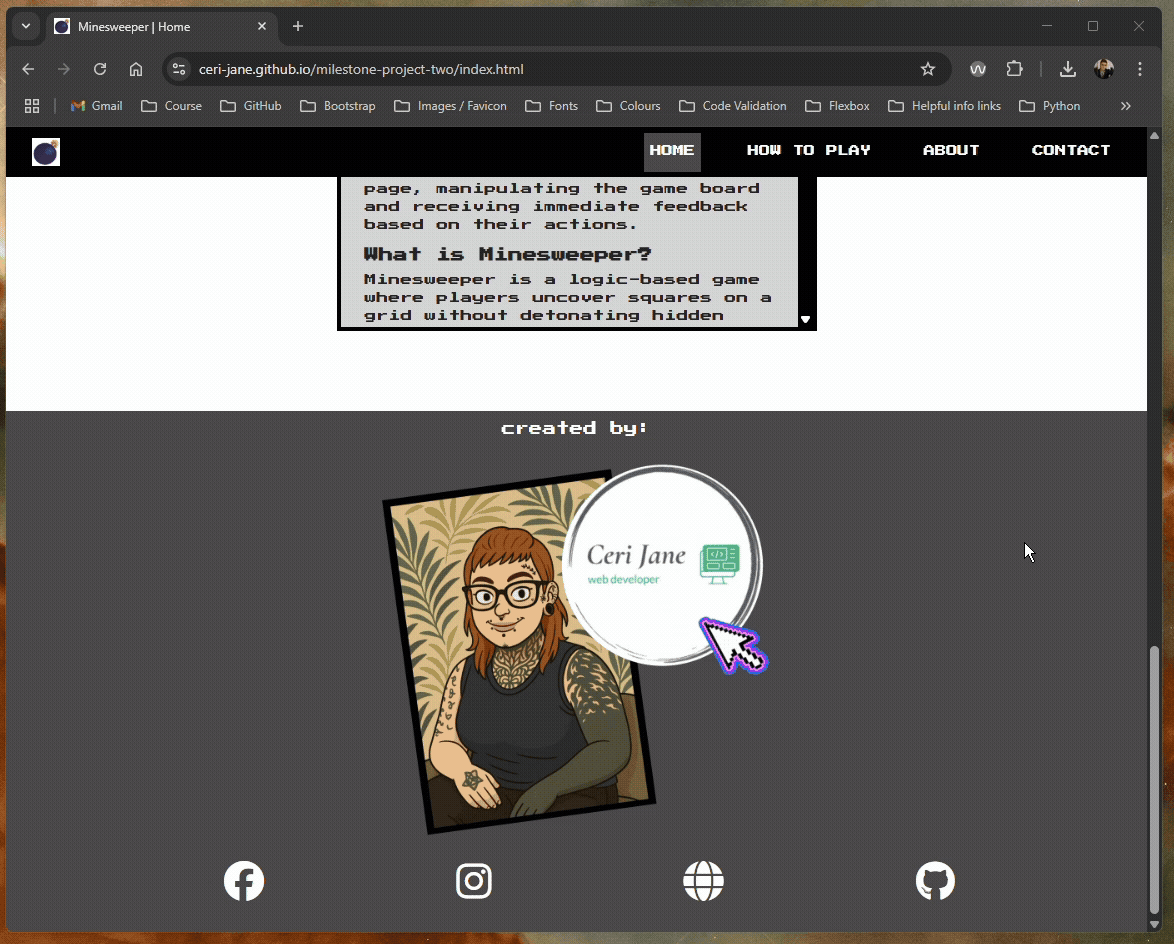 Minesweeper | Home
ceri-jane.github.io/milestone-project-two/index.html
Gmail
Course
GitHub
Bootstrap
Images / Favicon
Fonts
Colours
Code Validation
Flexbox
Helpful info links
Python
HOME
HOW TO PLAY
ABOUT
CONTACT
page, manipulating the game board
and receiving immediate feedback
based on their actions.
What is Minesweeper?
Minesweeper is a logic-based game
where players uncover squares on a
grid without detonating hidden
created by:
Ceri Jane
web developer